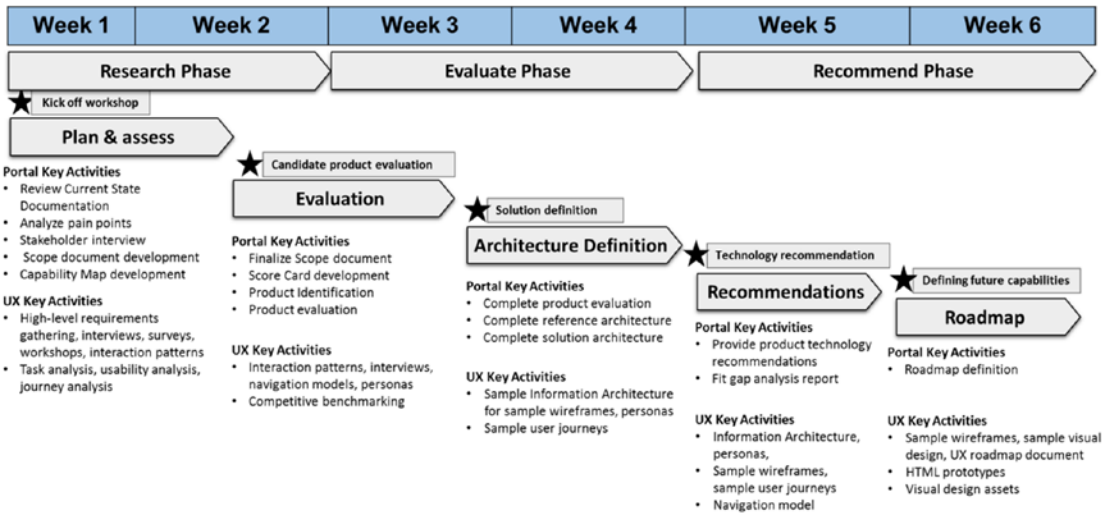 Week 1 Week 2 Week 3 Week 4 Week 5 Week 6
Research Phase Evaluate Phase Recommend Phase
Kick off workshop
Plan & assess
Portal Key Activities
• Review Current State
Documentation
• Analyze pain points
• Stakeholder interview
• Scope document development
• Capability Map development
UX Key Activities
• High-level requirements
gathering, interviews, surveys,
workshops, interaction patterns
• Task analysis, usability analysis,
journey analysis
Candidate product evaluation
Evaluation
Portal Key Activities
• Finalize Scope document
• Score Card development
• Product Identification
• Product evaluation
UX Key Activities
• Interaction patterns, interviews,
navigation models, personas
• Competitive benchmarking
Solution definition
Architecture Definition
Portal Key Activities
• Complete product evaluation
• Complete reference architecture
• Complete solution architecture
UX Key Activities
• Sample Information Architecture
for sample wireframes, personas
• Sample user journeys
Technology recommendation
Recommendations
Portal Key Activities
• Provide product technology
recommendations
• Fit gap analysis report
UX Key Activities
• Information Architecture,
personas,
• Sample wireframes,
sample user journeys
• Navigation model
Defining future capabilities
Roadmap
Portal Key Activities
• Roadmap definition
UX Key Activities
• Sample wireframes, sample visual
design, UX roadmap document
• HTML prototypes
• Visual design assets